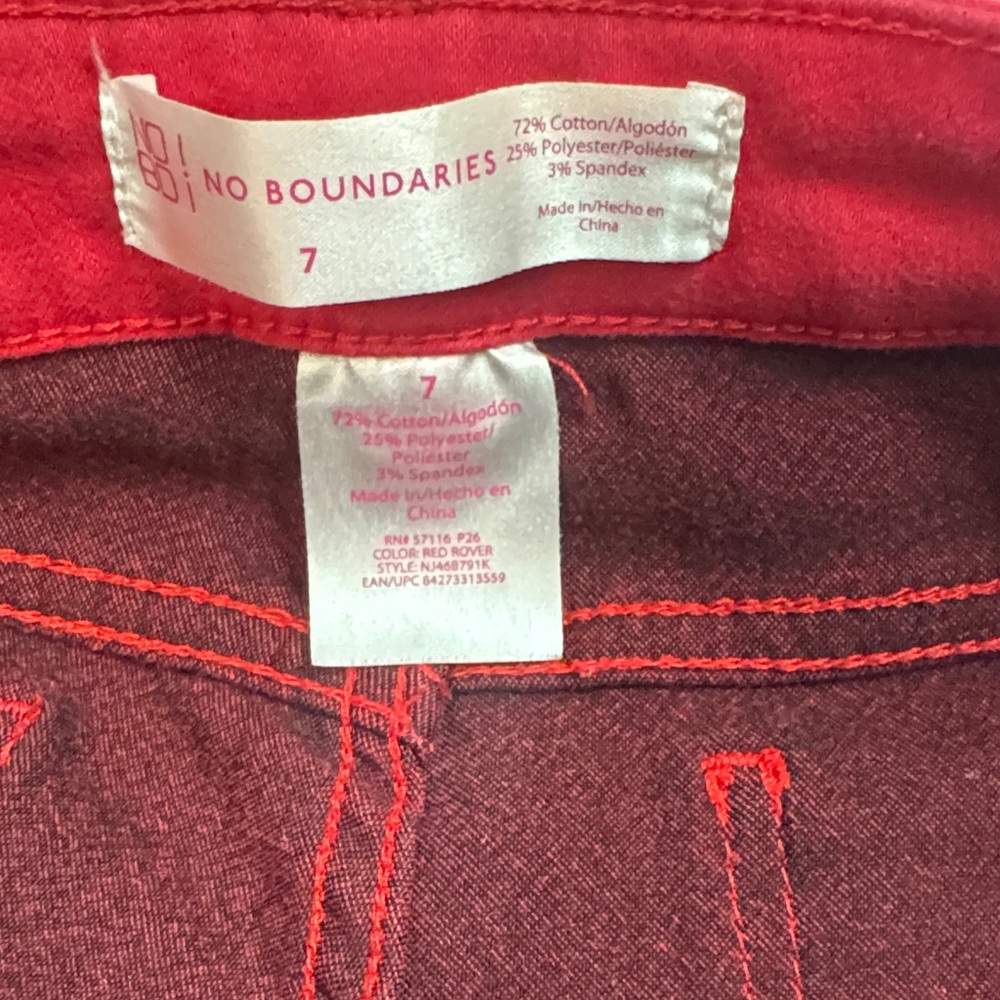 NO
BO
NO BOUNDARIES
7
72% Cotton/Algodón
25% Polyester/Poliéster
3% Spandex
Made In/Hecho en
China
7
72% Cotton/Algodón
25% Polyester/
Poliéster
3% Spandex
Made In/Hecho en
China
RN# 57116 P26
COLOR: RED ROVER
STYLE: NJ46B791K
EAN/UPC 84273313559